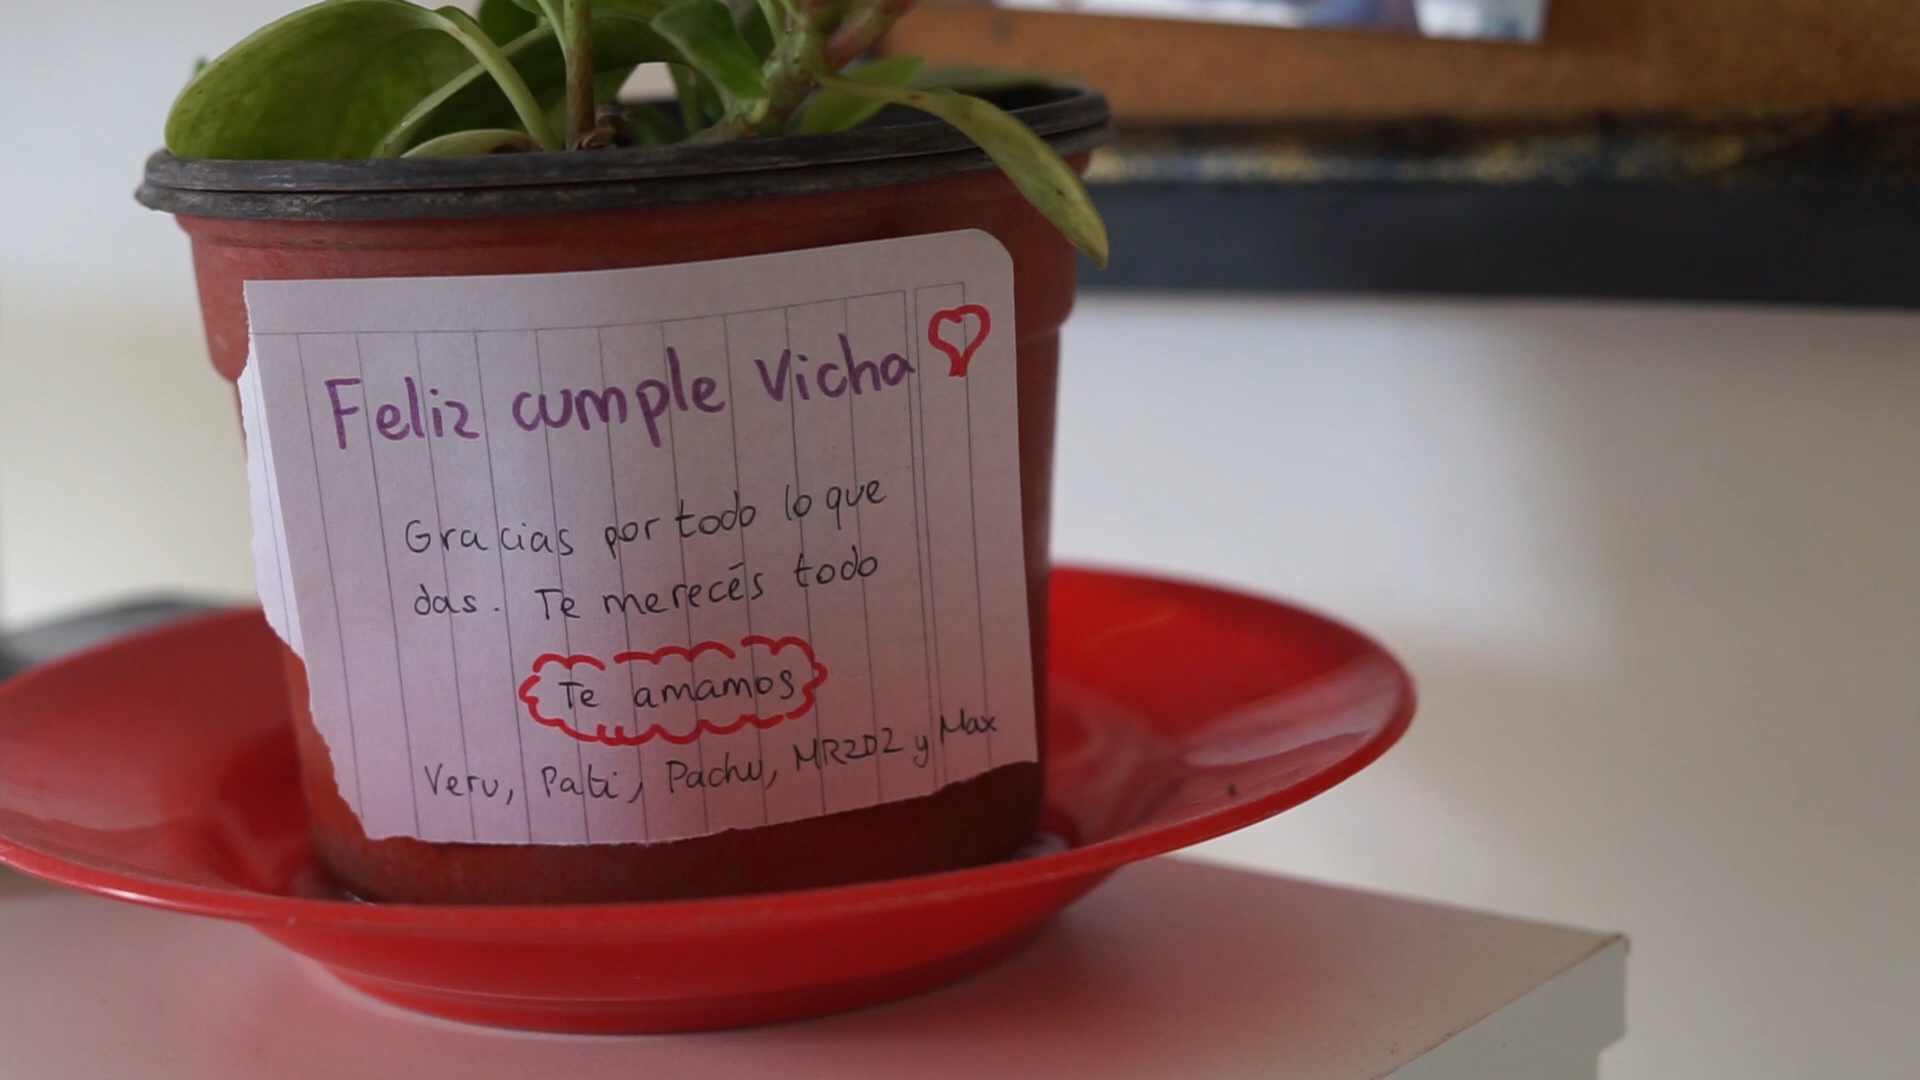 Feliz cumple Vicha
Gracias por todo lo que
das. Te merecés todo
Te amamos
Veru, Pati, Pachu, MR2D2 y Max